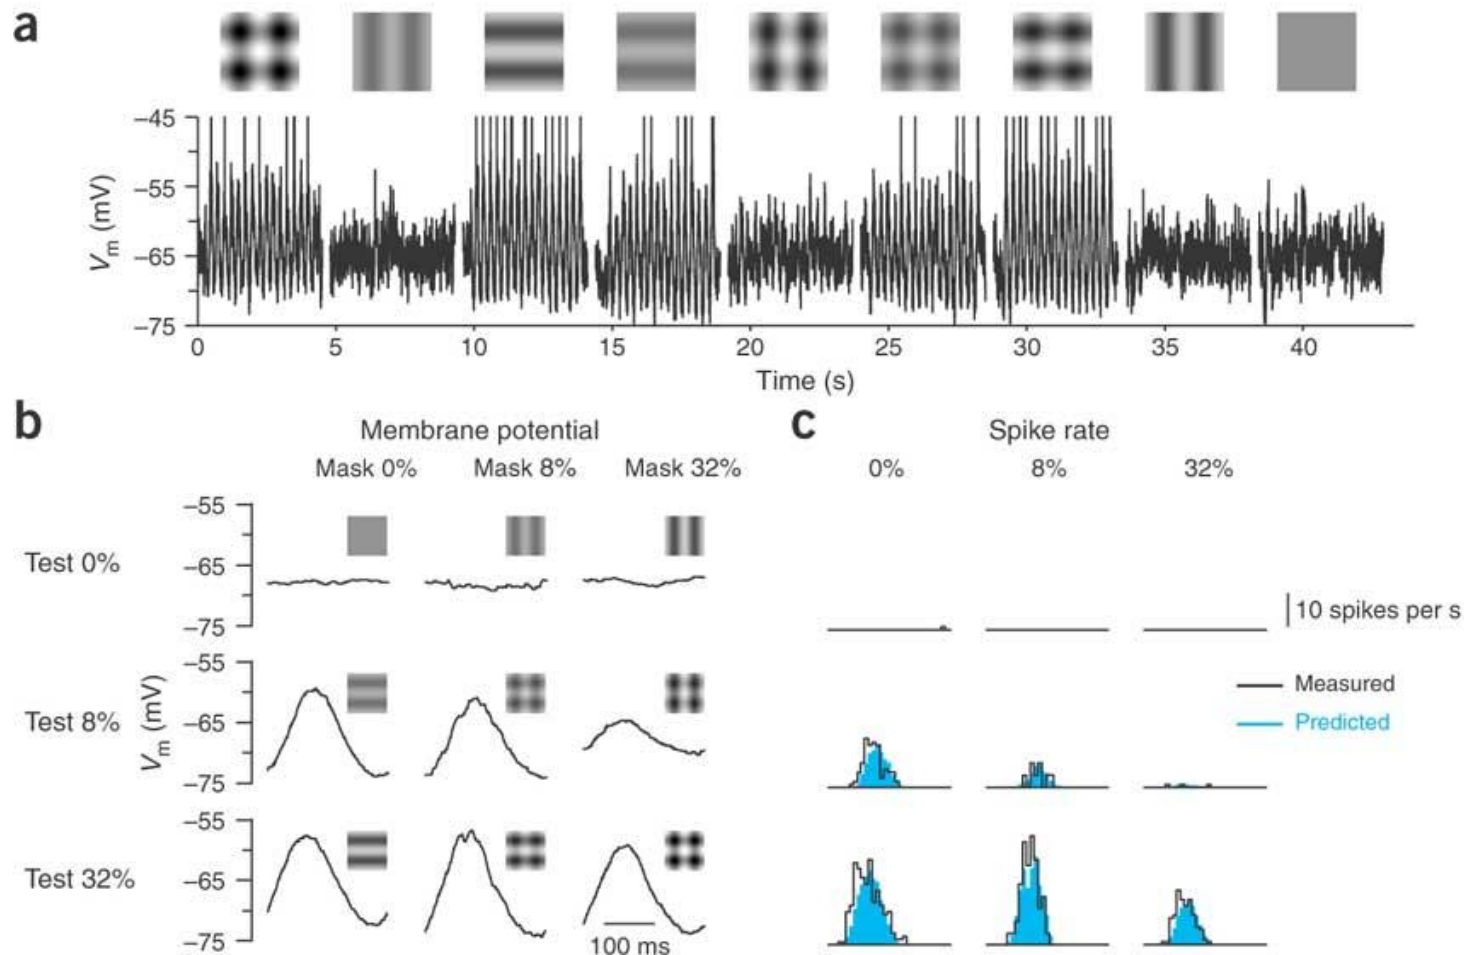 a
−45
−55
−65
−75
Vm (mV)
0 5 10 15 20 25 30 35 40
Time (s)
b
Membrane potential
Mask 0% Mask 8% Mask 32%
Test 0%
−55
−65
−75
Test 8%
−55
−65
−75
Vm (mV)
Test 32%
−55
−65
−75
100 ms
c
Spike rate
0% 8% 32%
10 spikes per s
Measured
Predicted